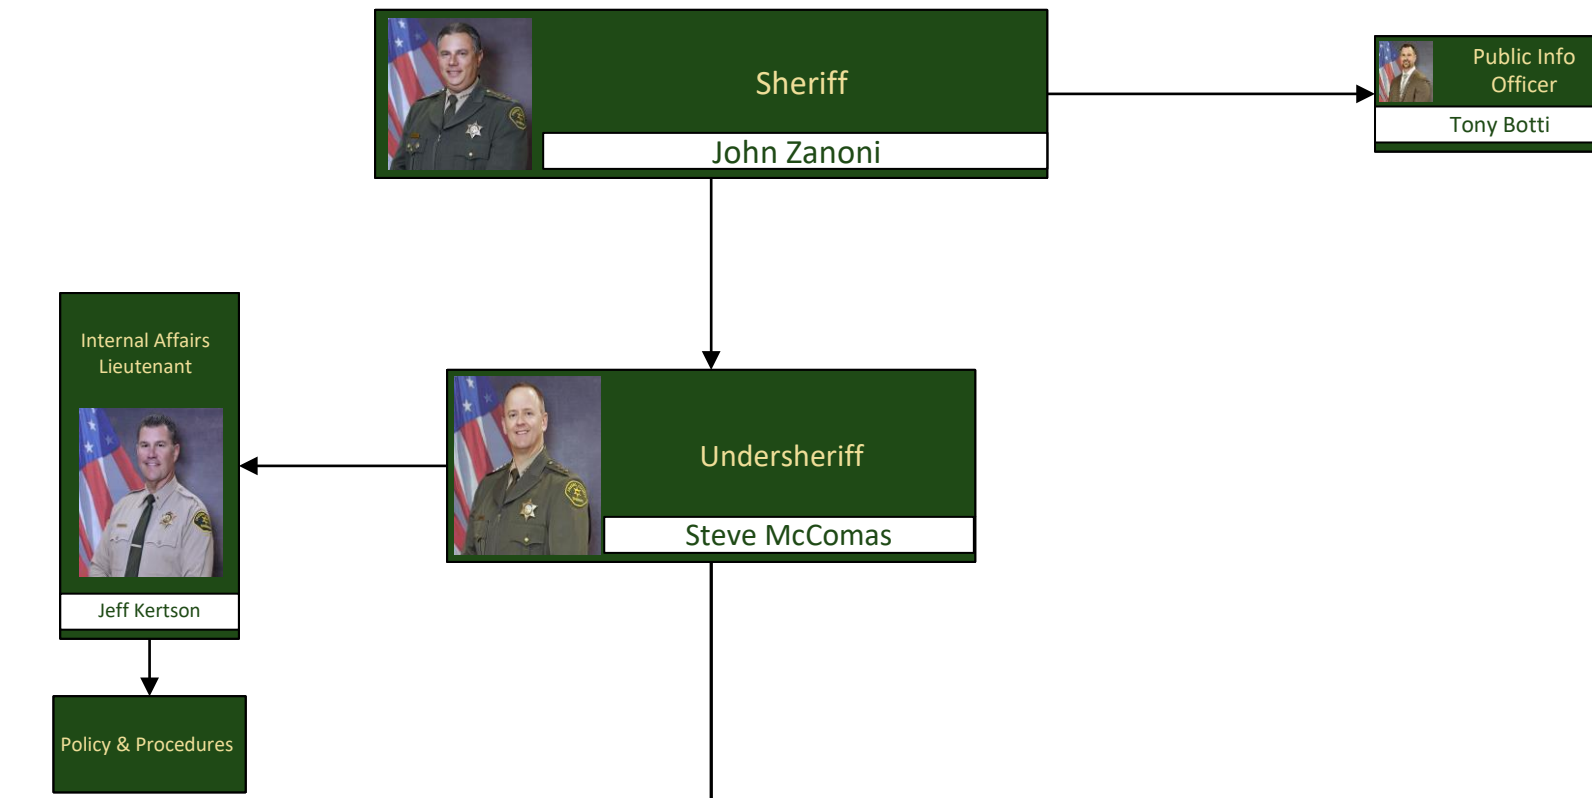 Sheriff
John Zanoni
Public Info
Officer
Tony Botti
Internal Affairs
Lieutenant
Jeff Kertson
Undersheriff
Steve McComas
Policy & Procedures